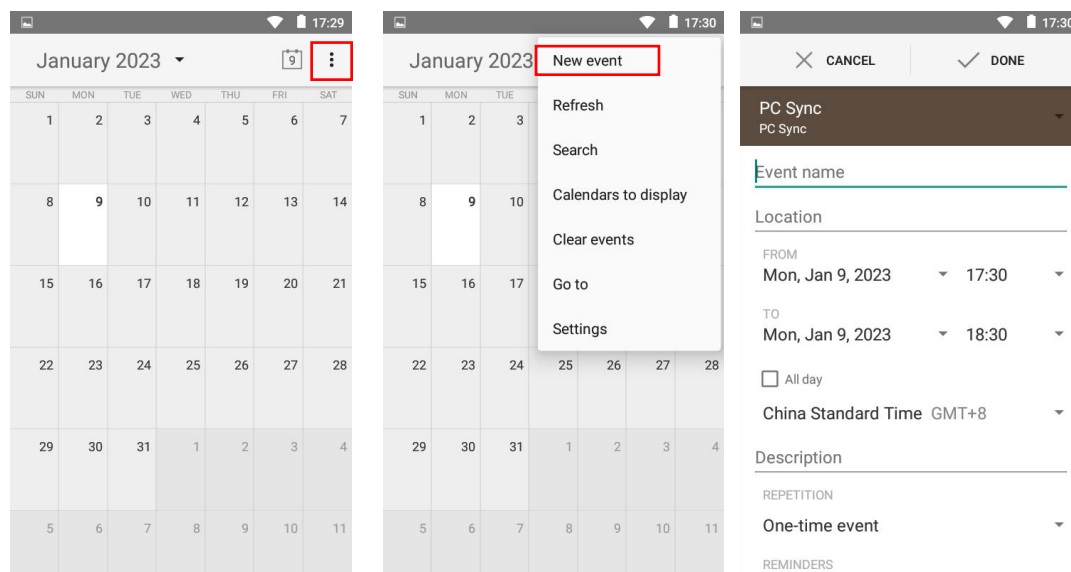 17:29
January 2023
9
SUN MON TUE WED THU FRI SAT
1 2 3 4 5 6 7
8 9 10 11 12 13 14
15 16 17 18 19 20 21
22 23 24 25 26 27 28
29 30 31 1 2 3 4
5 6 7 8 9 10 11
17:30
January 2023
SUN MON TUE
1 2 3
8 9 10
15 16 17
22 23 24 25 26 27 28
29 30 31 1 2 3 4
5 6 7 8 9 10 11
New event
Refresh
Search
Calendars to display
Clear events
Go to
Settings
17:30
CANCEL DONE
PC Sync
PC Sync
Event name
Location
FROM
Mon, Jan 9, 2023 17:30
TO
Mon, Jan 9, 2023 18:30
All day
China Standard Time GMT+8
Description
REPETITION
One-time event
REMINDERS